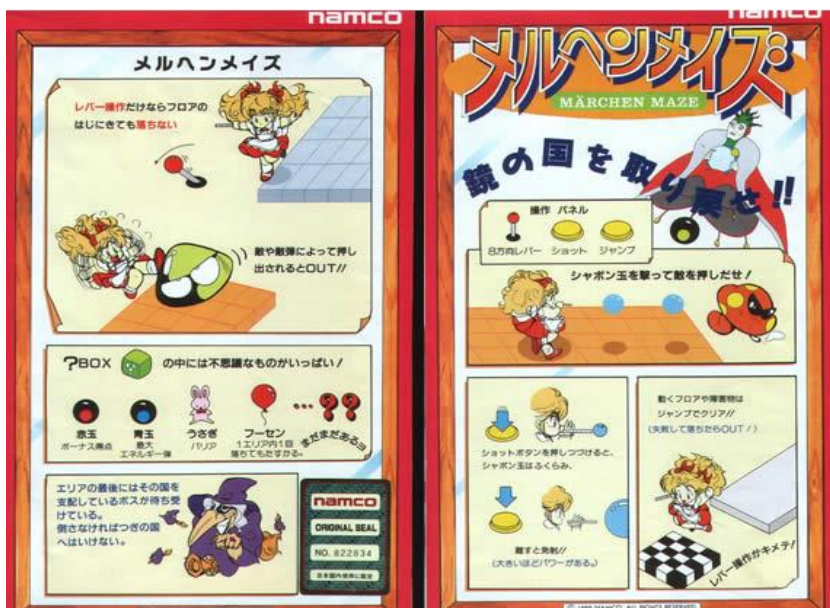 namco
メルヘンメイズ
レバー操作だけならフロアの
はじにきても落ちない
敵や敵弾によって押し
出されるとOUT!!
?BOX の中には不思議なものがいっぱい!
赤玉
ボーナス得点
青玉
最大
エネルギー弾
うさぎ
バリア
フーセン
1エリア内1回
落ちてもたすかる。
…??
まだまだあるヨ
エリアの最後にはその国を
支配しているボスが待ち受
けている。
倒さなければつぎの国
へはいけない。
namco
ORIGINAL SEAL
NO. 822834
日本国内使用に限定
namco
メルヘンメイズ
MÄRCHEN MAZE
鏡の国を取り戻せ!!
操作 パネル
8方向レバー ショット ジャンプ
シャボン玉を撃って敵を押しだせ!
ショットボタンを押しつづけると、
シャボン玉はふくらみ、
離すと発射!!
(大きいほどパワーがある。)
動くフロアや障害物は
ジャンプでクリア!!
(失敗して落ちたらOUT!)
レバー操作がキメテ!
NAMCO, ALL RIGHTS RESERVED